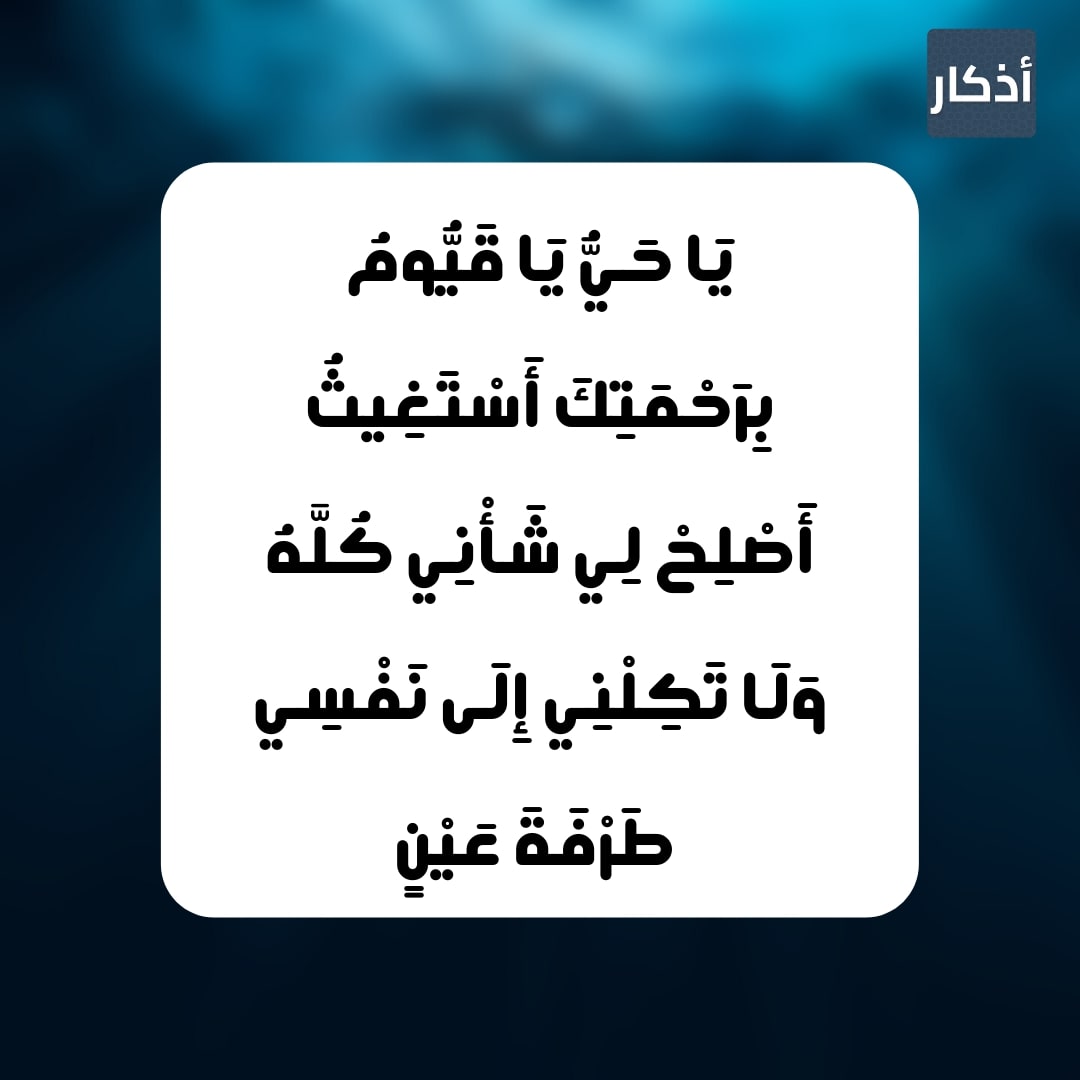 أذكار
يَا حَيُّ يَا قَيُّومُ
بِرَحْمَتِكَ أَسْتَغِيثُ
أَصْلِحْ لِي شَأْنِي كُلَّهُ
وَلَا تَكِلْنِي إِلَى نَفْسِي
طَرْفَةَ عَيْنٍ